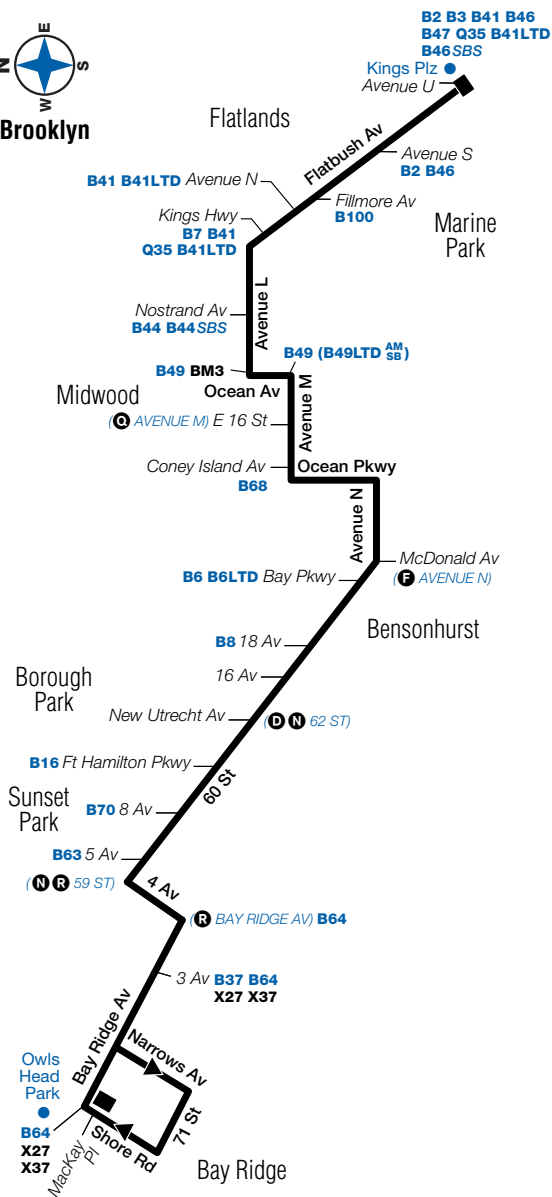 E
N
S
W
Brooklyn
B2 B3 B41 B46
B47 Q35 B41LTD
B46SBS
Kings Plz
Avenue U
Flatlands
Flatbush Av
Avenue S
B2 B46
B41 B41LTD Avenue N
Fillmore Av
B100
Kings Hwy
B7 B41
Q35 B41LTD
Marine
Park
Avenue L
Nostrand Av
B44 B44SBS
B49 (B49LTD AM SB)
B49 BM3
Ocean Av
Midwood
Avenue M
(Q AVENUE M) E 16 St
Coney Island Av
B68
Ocean Pkwy
Avenue N
McDonald Av
(F AVENUE N)
B6 B6LTD Bay Pkwy
Bensonhurst
B8 18 Av
16 Av
Borough
Park
New Utrecht Av
(D N 62 ST)
B16 Ft Hamilton Pkwy
60 St
Sunset
Park
B70 8 Av
B63 5 Av
(N R 59 ST)
4 Av
(R BAY RIDGE AV) B64
3 Av B37 B64
X27 X37
Bay Ridge Av
Narrows Av
Owls
Head
Park
71 St
B64
X27
X37
MacKay
Pl
Shore Rd
Bay Ridge